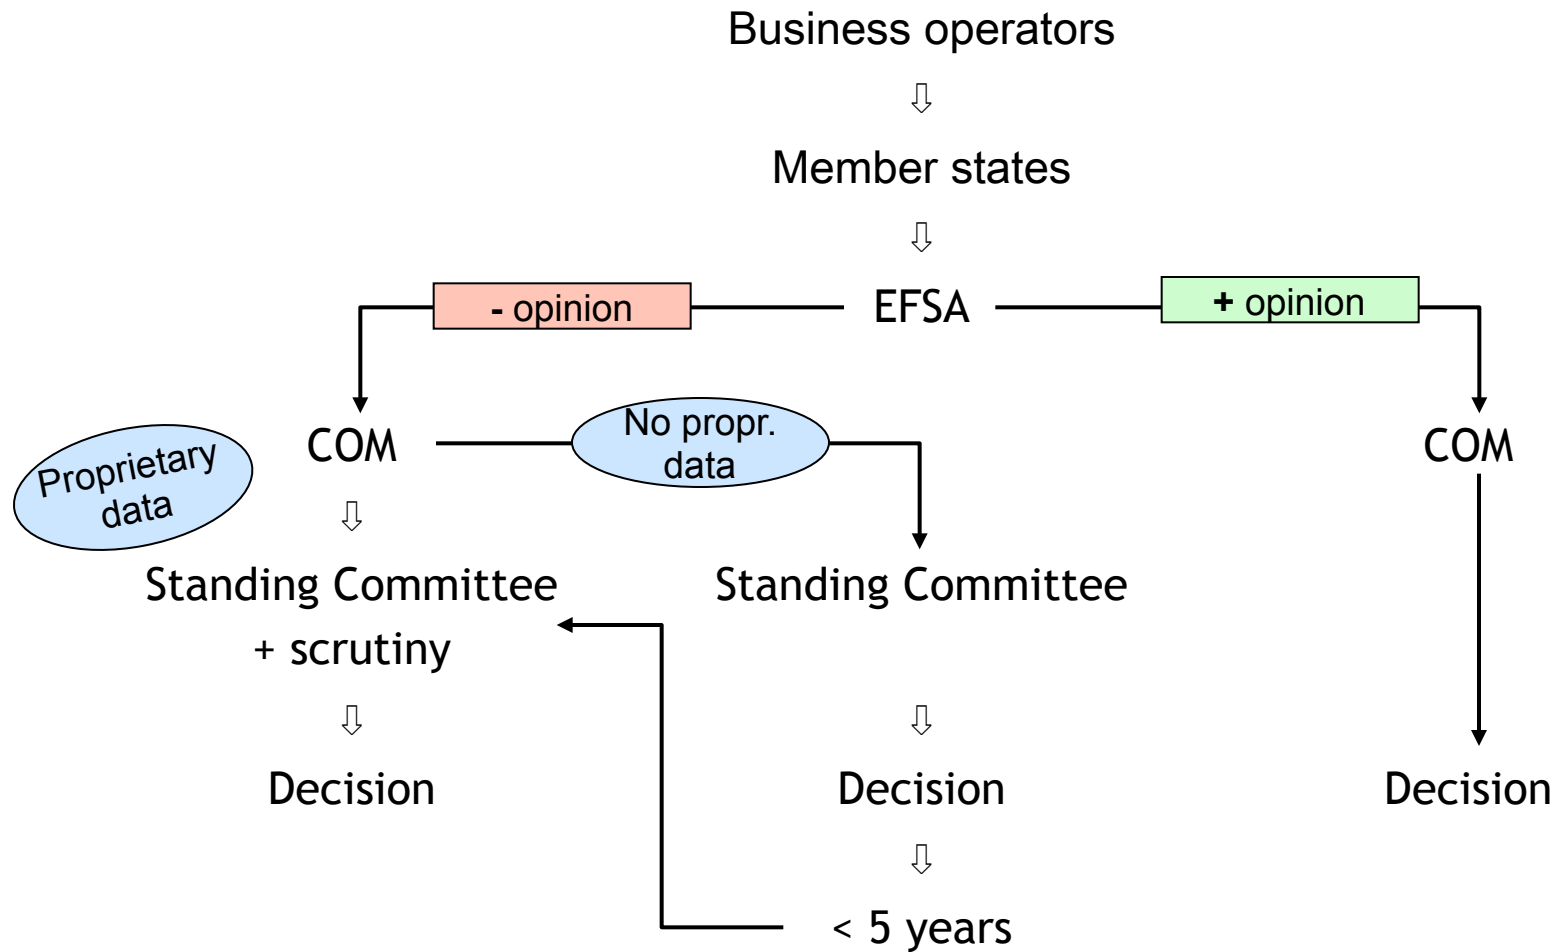 Business operators
⇩
Member states
⇩
- opinion
EFSA
+ opinion
Proprietary
data
COM
No propr.
data
COM
⇩
Standing Committee
+ scrutiny
Standing Committee
⇩
⇩
Decision
Decision
Decision
⇩
< 5 years